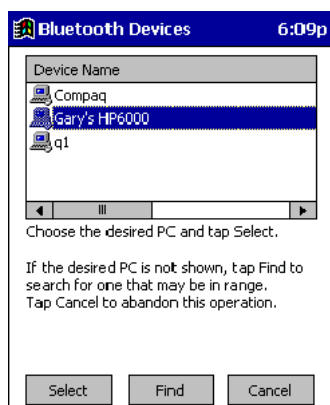 Bluetooth Devices 6:09p
Device Name
Compaq
Gary's HP6000
q1
Choose the desired PC and tap Select.
If the desired PC is not shown, tap Find to
search for one that may be in range.
Tap Cancel to abandon this operation.
Select Find Cancel